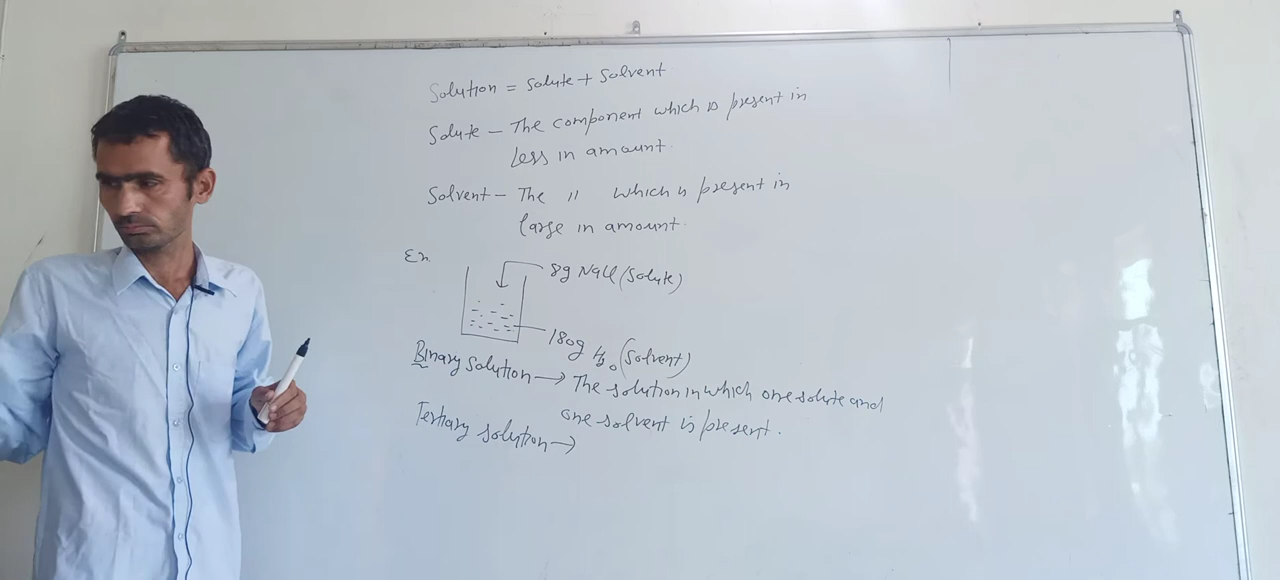 Solution = Solute + Solvent
Solute – The component which is present in
Less in amount.
Solvent – The 〃 which is present in
large in amount.
Ex.
8g NaCl (Solute)
180g H2O (Solvent)
Binary solution → The solution in which one solute and
one solvent is present.
Tertiary solution →